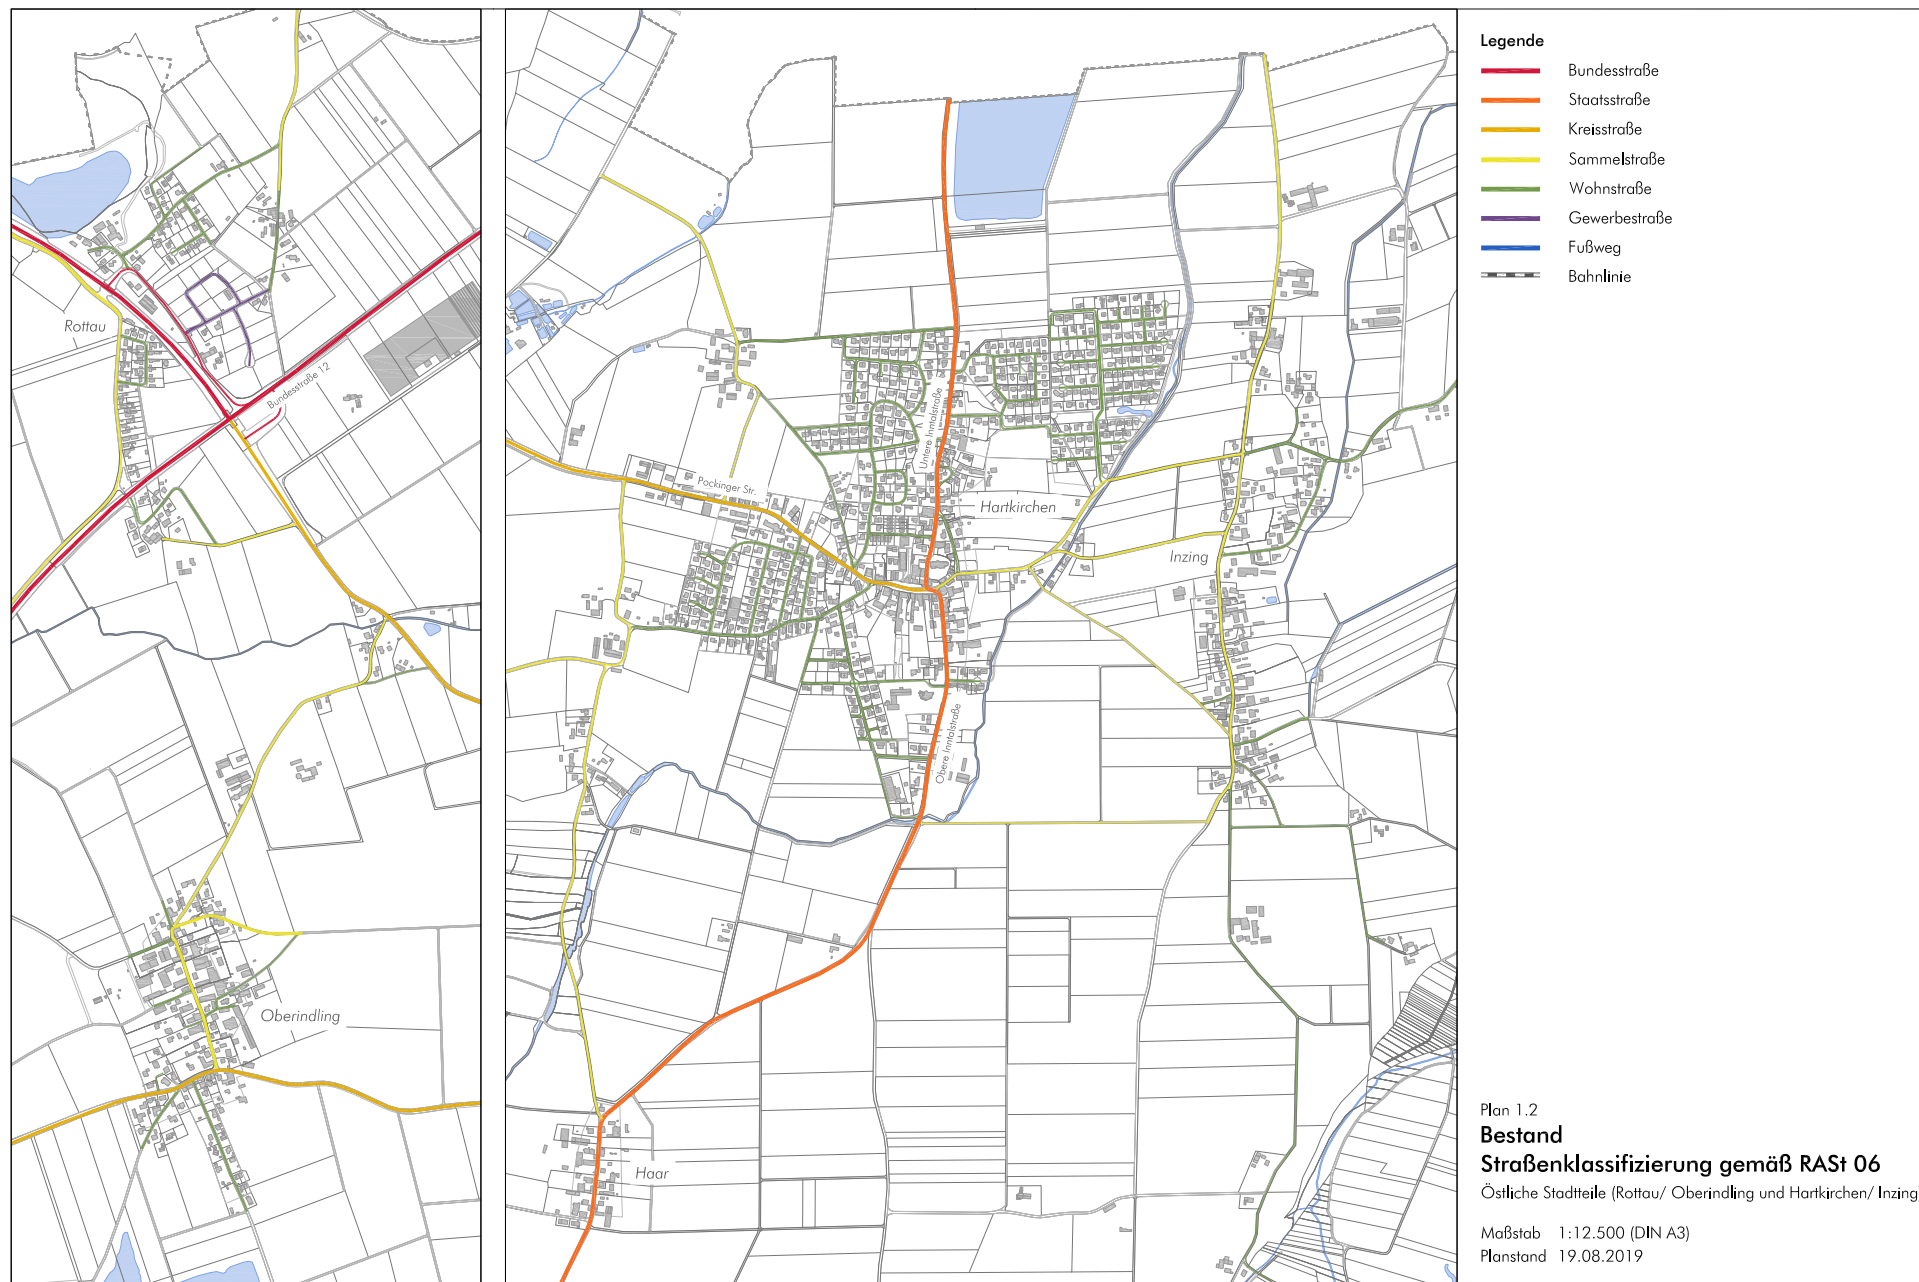 Legende
Bundesstraße
Staatsstraße
Kreisstraße
Sammelstraße
Wohnstraße
Gewerbestraße
Fußweg
Bahnlinie
Rottau
Bundesstraße 12
Oberindling
Pockinger Str.
Untere Inntalstraße
Hartkirchen
Inzing
Obere Inntalstraße
Haar
Plan 1.2
Bestand
Straßenklassifizierung gemäß RASt 06
Östliche Stadtteile (Rottau/ Oberindling und Hartkirchen/ Inzing)
Maßstab 1:12.500 (DIN A3)
Planstand 19.08.2019